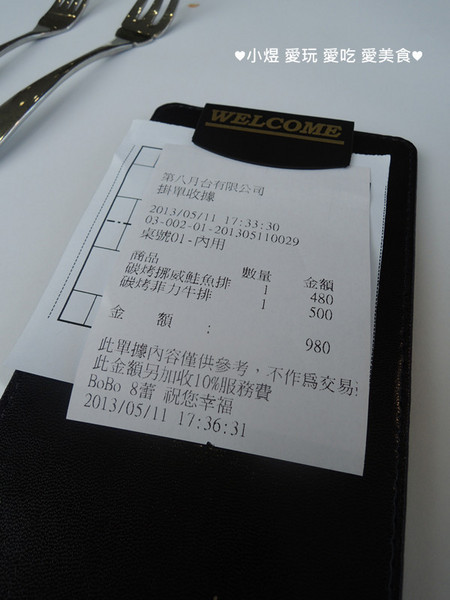 ♥小煜 愛玩 愛吃 愛美食♥
WELCOME
第八月台有限公司
掛單收據
2013/05/11 17:33:30
03-002-01-201305110029
桌號01-內用
商品 數量 金額
碳烤挪威鮭魚排 1 480
碳烤菲力牛排 1 500
金 額 : 980
此單據內容僅供參考，不作為交易
此金額另加收10%服務費
BoBo 8蕾 祝您幸福
2013/05/11 17:36:31